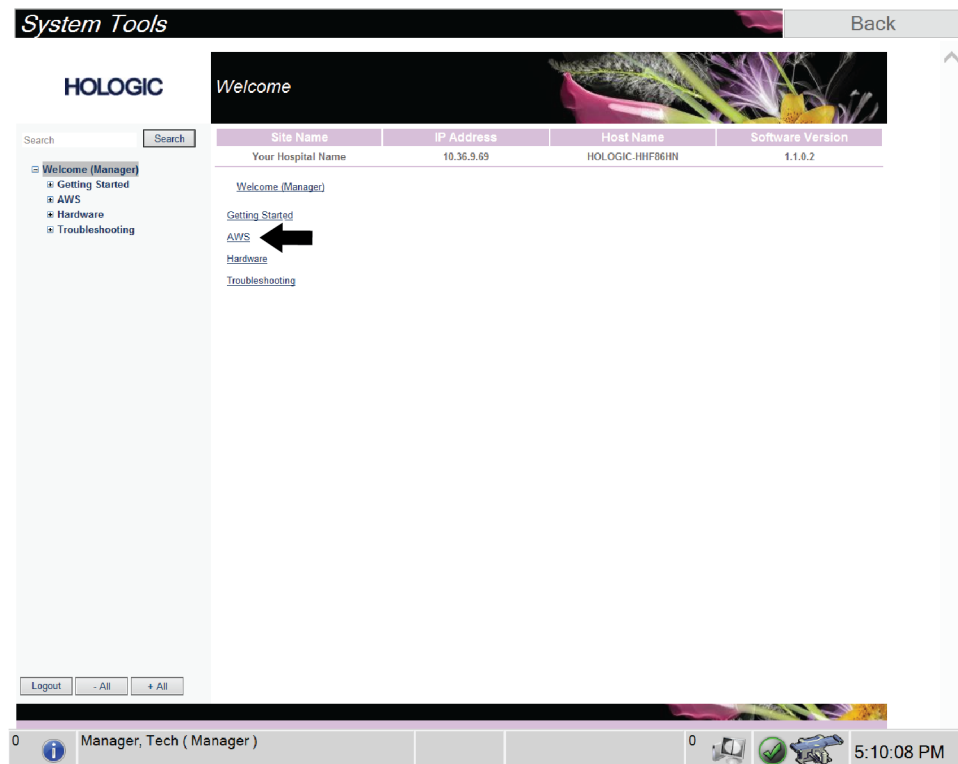 System Tools
Back
HOLOGIC
Welcome
Search
Search
Site Name IP Address Host Name Software Version
Your Hospital Name 10.36.9.69 HOLOGIC-HHF86HN 1.1.0.2
Welcome (Manager)
Getting Started
AWS
Hardware
Troubleshooting
Welcome (Manager)
Getting Started
AWS
Hardware
Troubleshooting
Logout - All + All
0 Manager, Tech ( Manager ) 0 5:10:08 PM